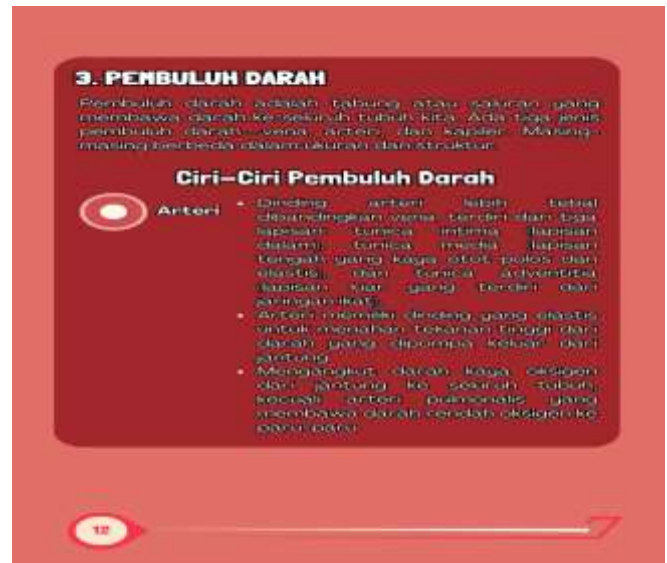 3. PEMBULUH DARAH
Pembuluh darah adalah tabung atau saluran yang
membawa darah ke seluruh tubuh kita. Ada tiga jenis
pembuluh darah—vena, arteri, dan kapiler. Masing-
masing berbeda dalam ukuran dan struktur.
Ciri-Ciri Pembuluh Darah
Arteri
• Dinding arteri lebih tebal
dibandingkan vena terdiri dari tiga
lapisan: tunica intima (lapisan
dalam), tunica media (lapisan
tengah yang kaya otot polos dan
elastis), dan tunica adventitia
(lapisan luar yang terdiri dari
jaringan ikat).
• Arteri memiliki dinding yang elastis
untuk menahan tekanan tinggi dari
darah yang dipompa keluar dari
jantung.
• Mengangkut darah kaya oksigen
dari jantung ke seluruh tubuh,
kecuali arteri pulmonalis yang
membawa darah rendah oksigen ke
paru-paru.
12